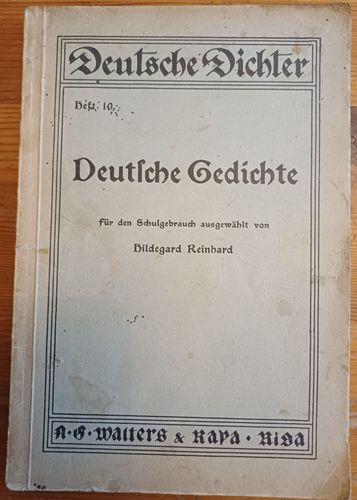 Deutsche Dichter
Heft 10.
Deutsche Gedichte
für den Schulgebrauch ausgewählt von
Hildegard Reinhard
A·G·Walters & Rapa·Riga